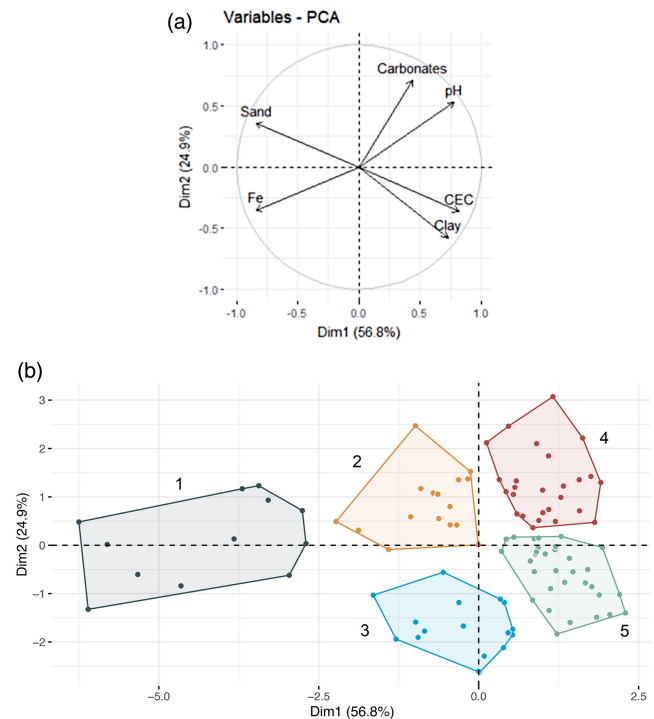 (a)
Variables - PCA
1.0
0.5
0.0
-0.5
-1.0
Dim2 (24.9%)
Carbonates
pH
Sand
Fe
CEC
Clay
-1.0 -0.5 0.0 0.5 1.0
Dim1 (56.8%)
(b)
3
2
1
0
−1
−2
Dim2 (24.9%)
1
2
3
4
5
−5.0 −2.5 0.0 2.5
Dim1 (56.8%)